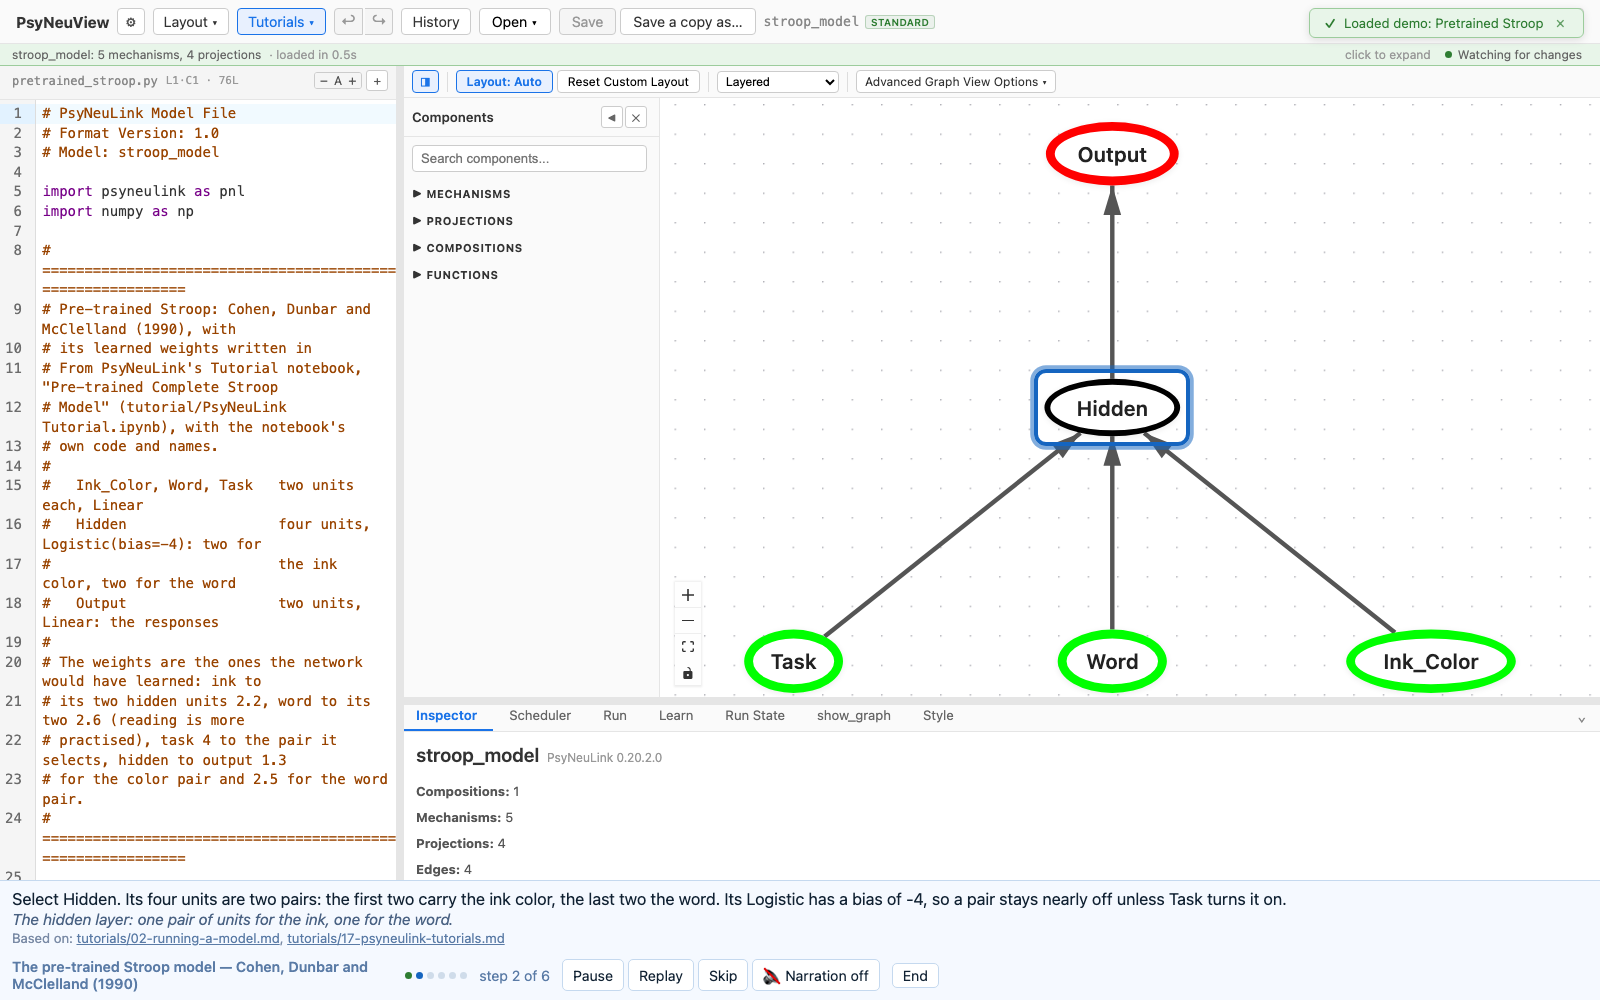 PsyNeuView
Layout
Tutorials
History
Open
Save
Save a copy as...
stroop_model
STANDARD
Loaded demo: Pretrained Stroop
stroop_model: 5 mechanisms, 4 projections · loaded in 0.5s
click to expand
Watching for changes
pretrained_stroop.py L1:C1 · 76L
− A +
+
Layout: Auto
Reset Custom Layout
Layered
Advanced Graph View Options
1 # PsyNeuLink Model File
2 # Format Version: 1.0
3 # Model: stroop_model
4
5 import psyneulink as pnl
6 import numpy as np
7
8 #
==========================================
=================
9 # Pre-trained Stroop: Cohen, Dunbar and
McClelland (1990), with
10 # its learned weights written in
11 # From PsyNeuLink's Tutorial notebook,
"Pre-trained Complete Stroop
12 # Model" (tutorial/PsyNeuLink
Tutorial.ipynb), with the notebook's
13 # own code and names.
14 #
15 #   Ink_Color, Word, Task   two units
each, Linear
16 #   Hidden                  four units,
Logistic(bias=-4): two for
17 #                           the ink
color, two for the word
18 #   Output                  two units,
Linear: the responses
19 #
20 # The weights are the ones the network
would have learned: ink to
21 # its two hidden units 2.2, word to its
two 2.6 (reading is more
22 # practised), task 4 to the pair it
selects, hidden to output 1.3
23 # for the color pair and 2.5 for the word
pair.
24 #
==========================================
=================
25
Components
Search components...
MECHANISMS
PROJECTIONS
COMPOSITIONS
FUNCTIONS
Output
Hidden
Task
Word
Ink_Color
Inspector
Scheduler
Run
Learn
Run State
show_graph
Style
stroop_model PsyNeuLink 0.20.2.0
Compositions: 1
Mechanisms: 5
Projections: 4
Edges: 4
Select Hidden. Its four units are two pairs: the first two carry the ink color, the last two the word. Its Logistic has a bias of -4, so a pair stays nearly off unless Task turns it on.
The hidden layer: one pair of units for the ink, one for the word.
Based on: tutorials/02-running-a-model.md, tutorials/17-psyneulink-tutorials.md
The pre-trained Stroop model — Cohen, Dunbar and
McClelland (1990)
step 2 of 6
Pause
Replay
Skip
Narration off
End